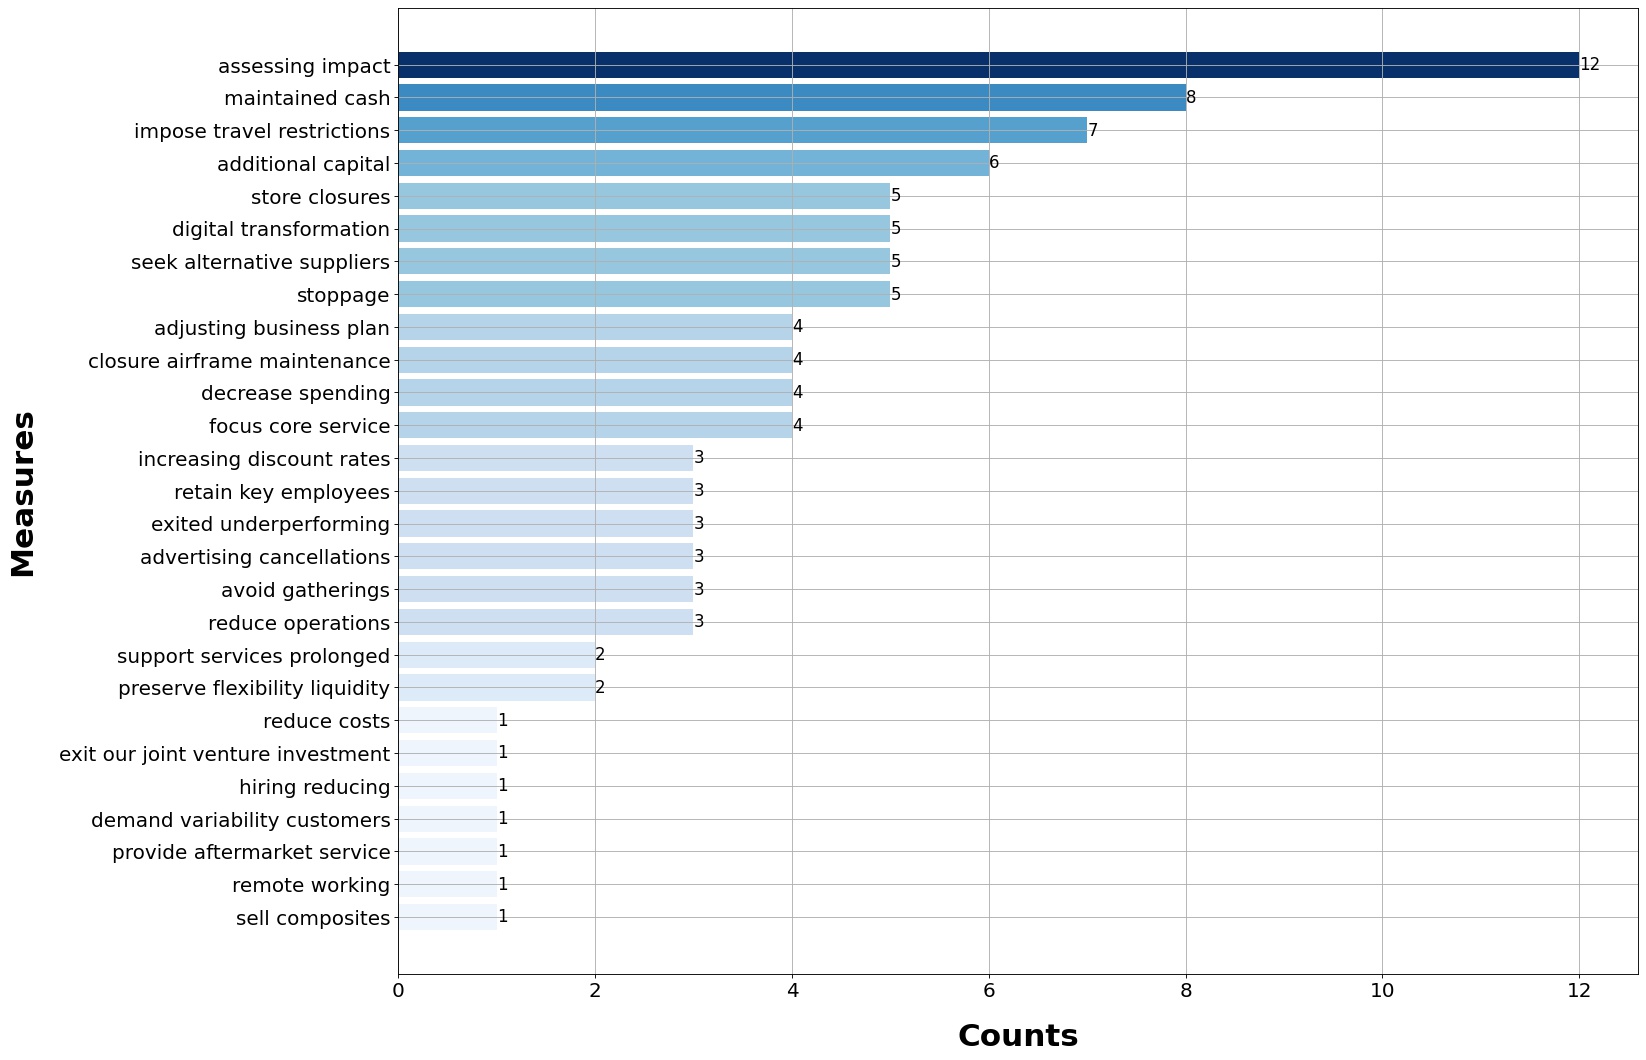 assessing impact 12
maintained cash 8
impose travel restrictions 7
additional capital 6
store closures 5
digital transformation 5
seek alternative suppliers 5
stoppage 5
adjusting business plan 4
closure airframe maintenance 4
decrease spending 4
focus core service 4
increasing discount rates 3
retain key employees 3
exited underperforming 3
advertising cancellations 3
avoid gatherings 3
reduce operations 3
support services prolonged 2
preserve flexibility liquidity 2
reduce costs 1
exit our joint venture investment 1
hiring reducing 1
demand variability customers 1
provide aftermarket service 1
remote working 1
sell composites 1
Measures
0 2 4 6 8 10 12
Counts